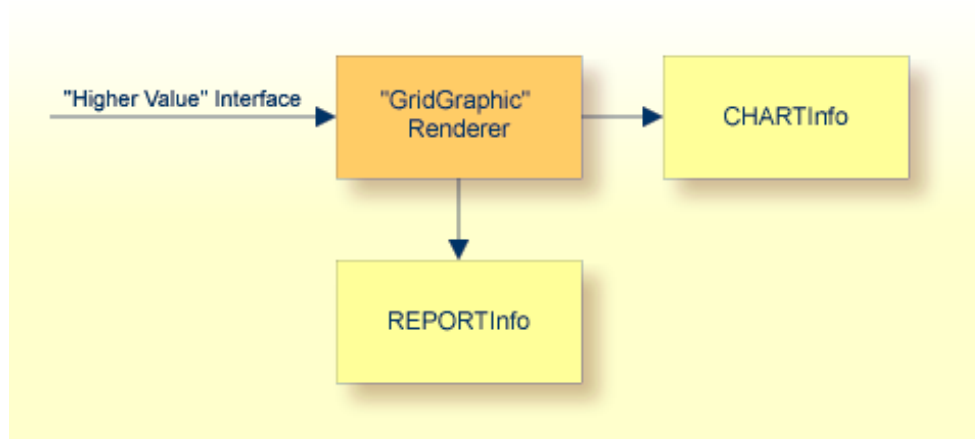 "Higher Value" Interface
"GridGraphic"
Renderer
CHARTInfo
REPORTInfo